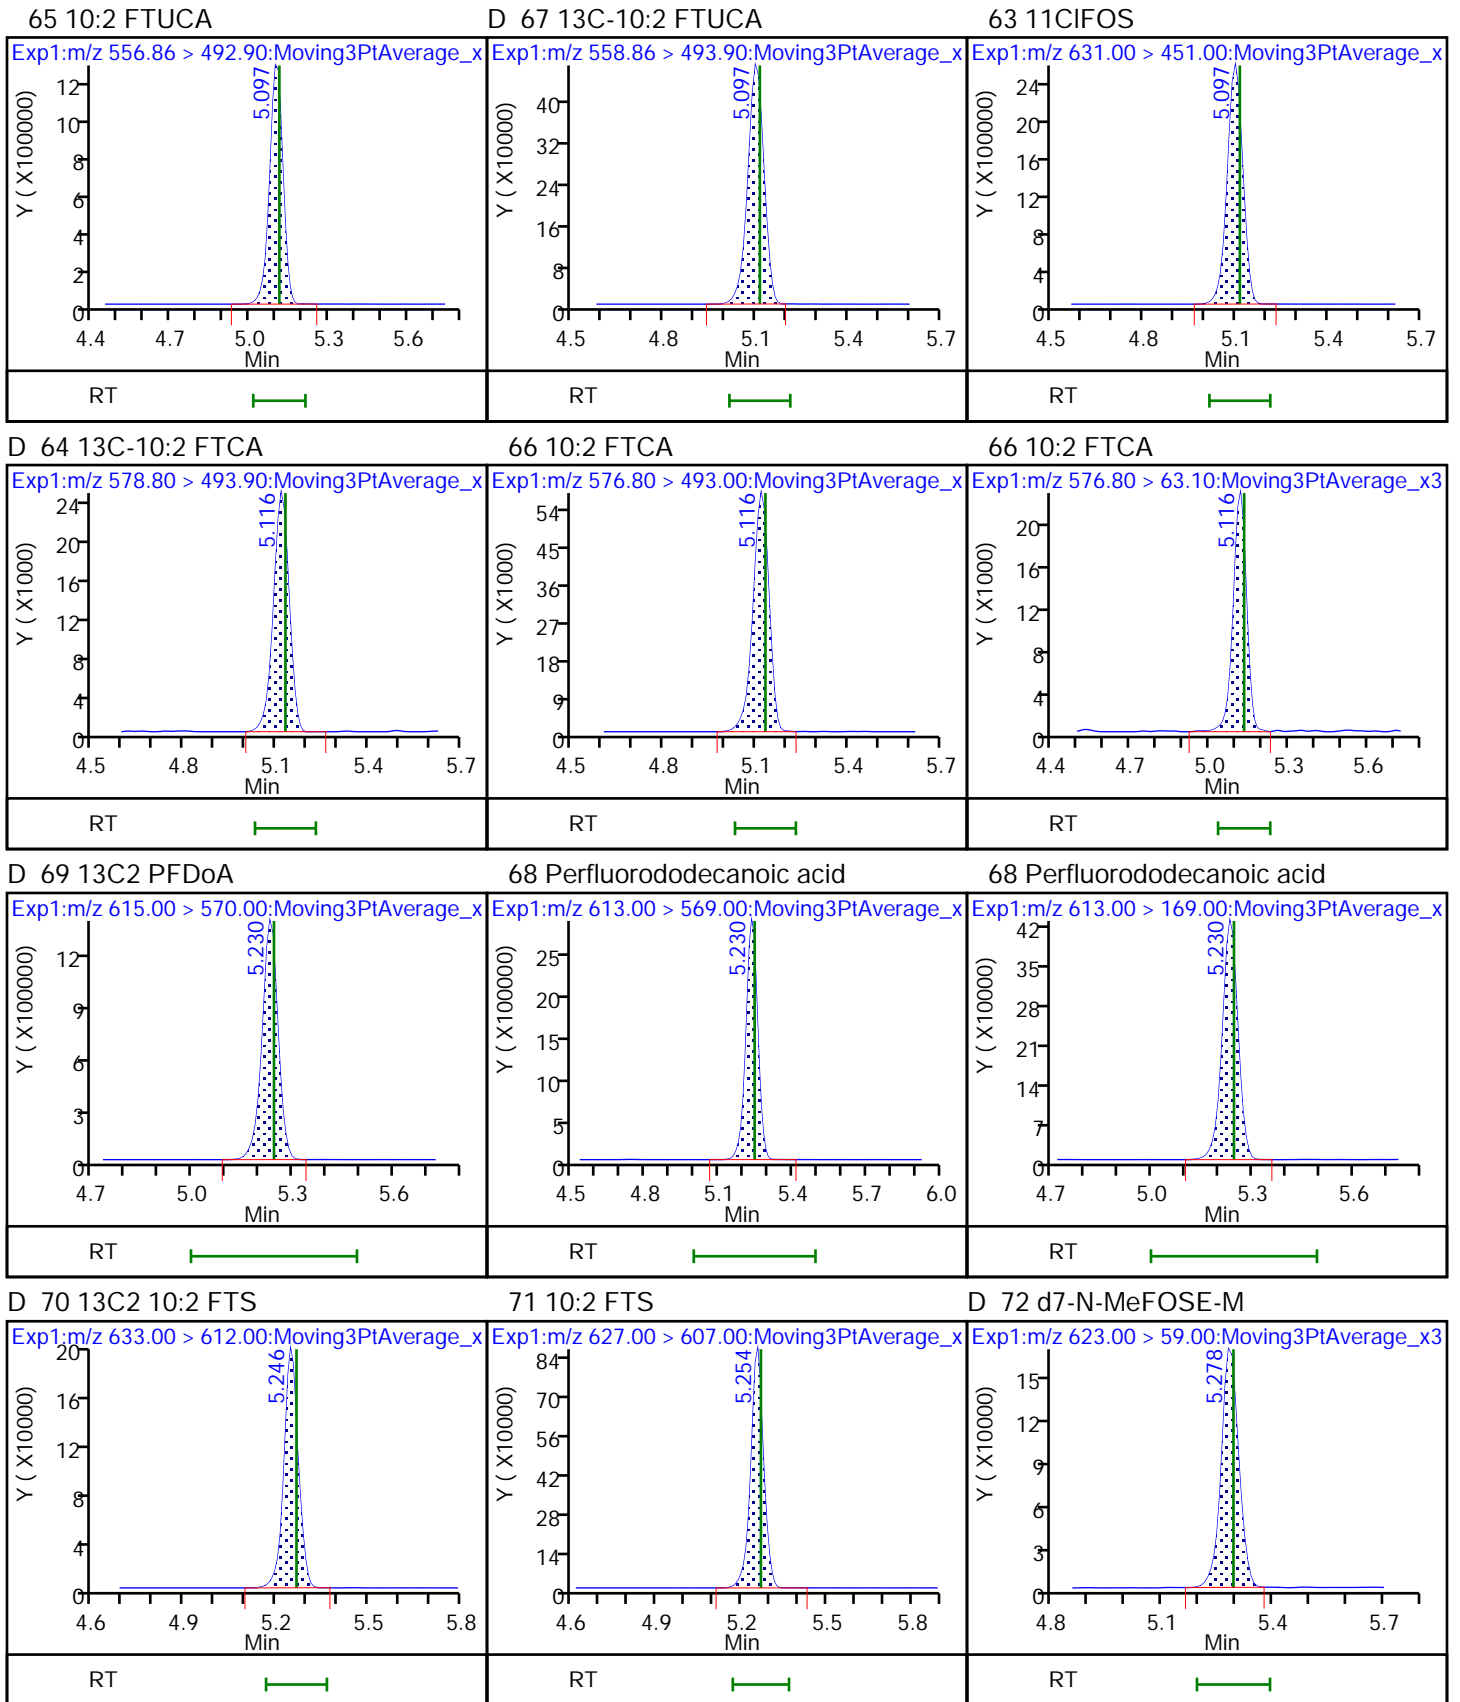 65 10:2 FTUCA
Exp1:m/z 556.86 > 492.90:Moving3PtAverage_x
Y ( X100000)
12
10
8
6
4
2
0
5.097
4.4 4.7 5.0 5.3 5.6
Min
RT
D 67 13C-10:2 FTUCA
Exp1:m/z 558.86 > 493.90:Moving3PtAverage_x
Y ( X100000)
40
32
24
16
8
0
5.097
4.5 4.8 5.1 5.4 5.7
Min
RT
63 11ClFOS
Exp1:m/z 631.00 > 451.00:Moving3PtAverage_x
Y ( X100000)
24
20
16
12
8
4
0
5.097
4.5 4.8 5.1 5.4 5.7
Min
RT
D 64 13C-10:2 FTCA
Exp1:m/z 578.80 > 493.90:Moving3PtAverage_x
Y ( X1000)
24
20
16
12
8
4
0
5.116
4.5 4.8 5.1 5.4 5.7
Min
RT
66 10:2 FTCA
Exp1:m/z 576.80 > 493.00:Moving3PtAverage_x
Y ( X1000)
54
45
36
27
18
9
0
5.116
4.5 4.8 5.1 5.4 5.7
Min
RT
66 10:2 FTCA
Exp1:m/z 576.80 > 63.10:Moving3PtAverage_x3
Y ( X1000)
20
16
12
8
4
0
5.116
4.4 4.7 5.0 5.3 5.6
Min
RT
D 69 13C2 PFDoA
Exp1:m/z 615.00 > 570.00:Moving3PtAverage_x
Y ( X100000)
12
9
6
3
0
5.230
4.7 5.0 5.3 5.6
Min
RT
68 Perfluorododecanoic acid
Exp1:m/z 613.00 > 569.00:Moving3PtAverage_x
Y ( X100000)
25
20
15
10
5
0
5.230
4.5 4.8 5.1 5.4 5.7 6.0
Min
RT
68 Perfluorododecanoic acid
Exp1:m/z 613.00 > 169.00:Moving3PtAverage_x
Y ( X10000)
42
35
28
21
14
7
0
5.230
4.7 5.0 5.3 5.6
Min
RT
D 70 13C2 10:2 FTS
Exp1:m/z 633.00 > 612.00:Moving3PtAverage_x
Y ( X10000)
20
16
12
8
4
0
5.246
4.6 4.9 5.2 5.5 5.8
Min
RT
71 10:2 FTS
Exp1:m/z 627.00 > 607.00:Moving3PtAverage_x
Y ( X10000)
84
70
56
42
28
14
0
5.254
4.6 4.9 5.2 5.5 5.8
Min
RT
D 72 d7-N-MeFOSE-M
Exp1:m/z 623.00 > 59.00:Moving3PtAverage_x3
Y ( X10000)
15
12
9
6
3
0
5.278
4.8 5.1 5.4 5.7
Min
RT